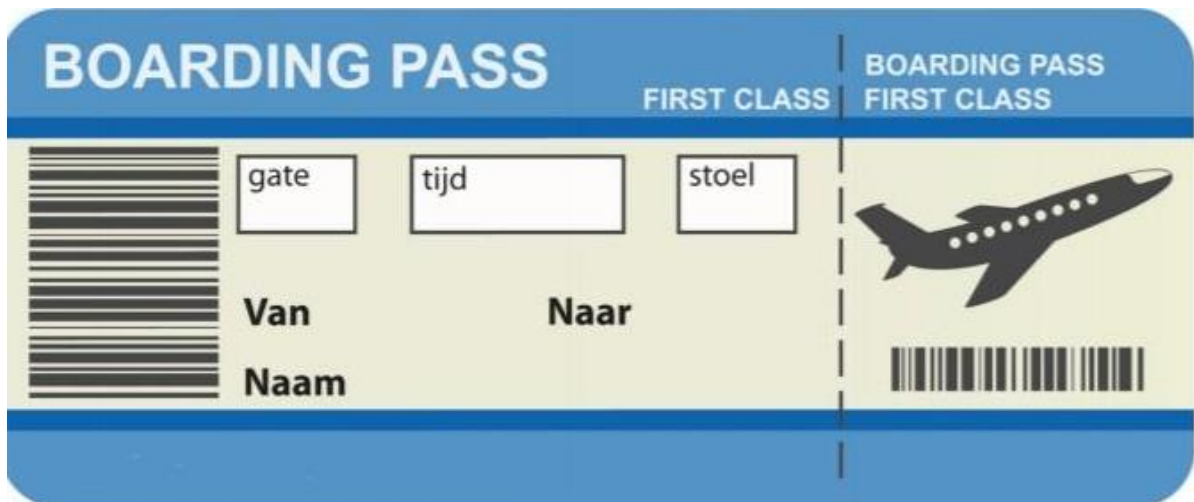 BOARDING PASS
FIRST CLASS
BOARDING PASS
FIRST CLASS
gate
tijd
stoel
Van
Naar
Naam